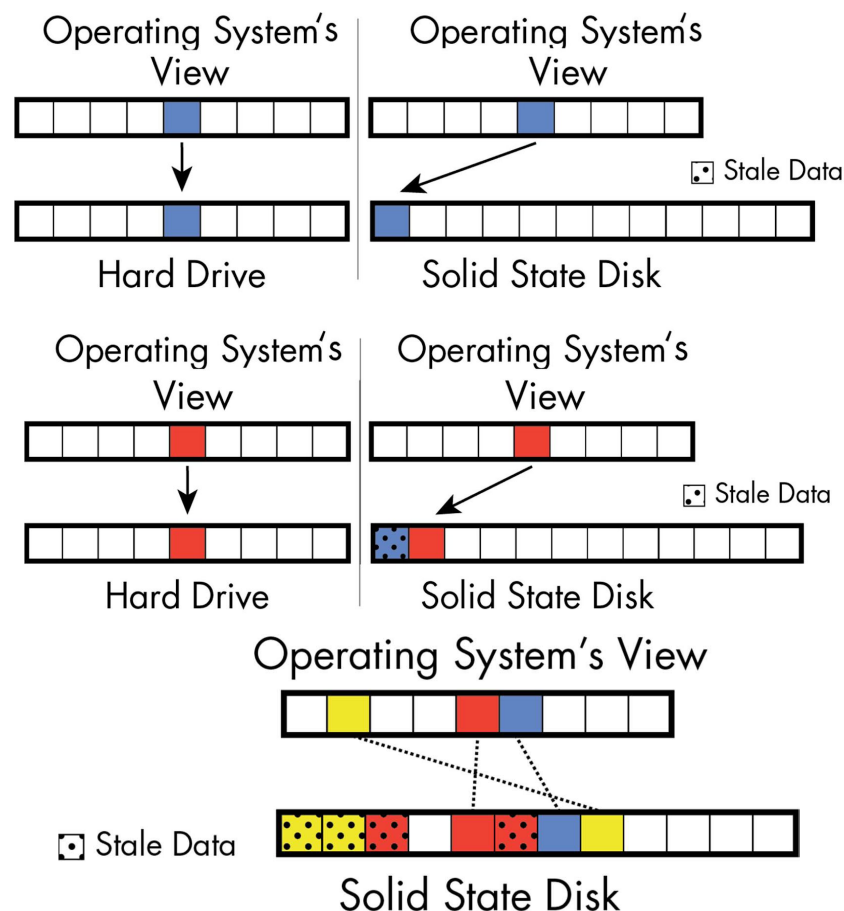 Operating System's
View
Hard Drive
Operating System's
View
Stale Data
Solid State Disk
Operating System's
View
Hard Drive
Operating System's
View
Stale Data
Solid State Disk
Operating System's View
Stale Data
Solid State Disk